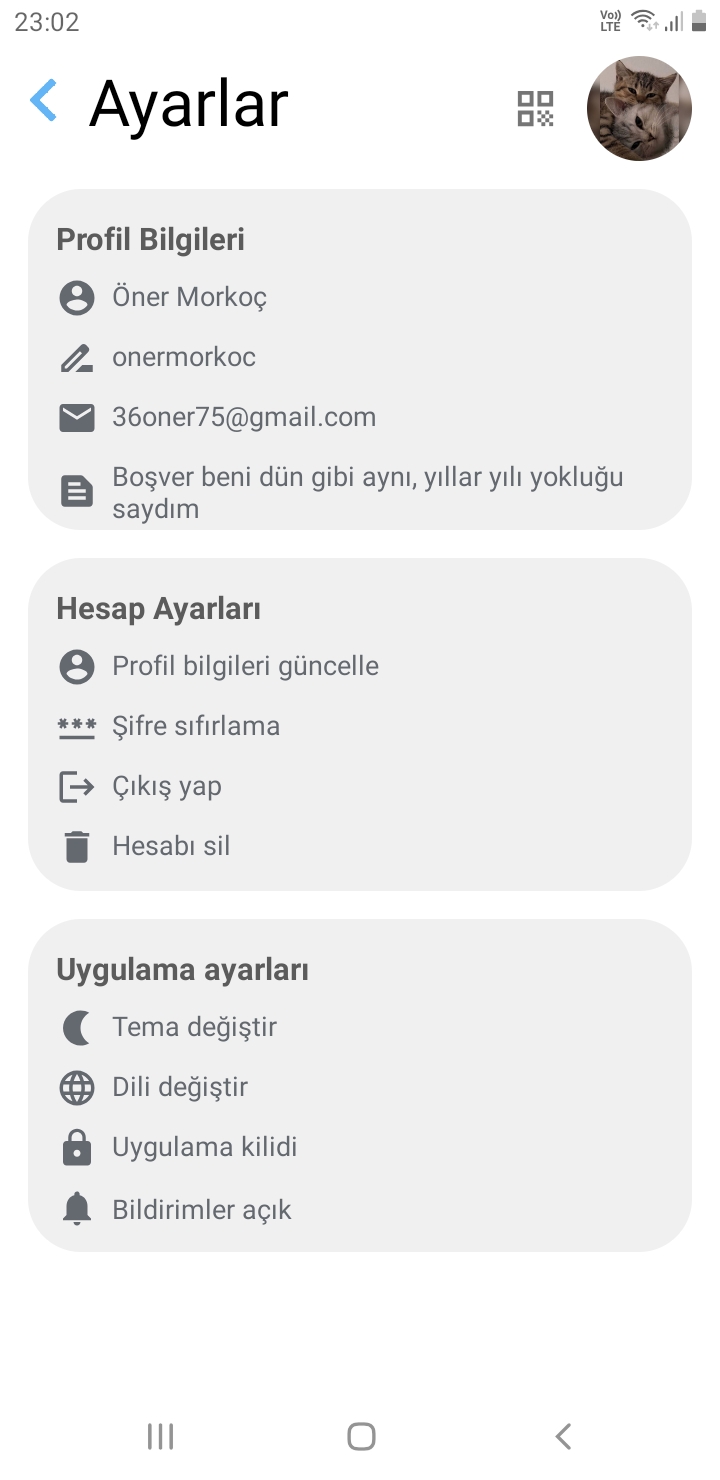 23:02
Vo))
LTE
Ayarlar
Profil Bilgileri
Öner Morkoç
onermorkoc
36oner75@gmail.com
Boşver beni dün gibi aynı, yıllar yılı yokluğu
saydım
Hesap Ayarları
Profil bilgileri güncelle
Şifre sıfırlama
Çıkış yap
Hesabı sil
Uygulama ayarları
Tema değiştir
Dili değiştir
Uygulama kilidi
Bildirimler açık